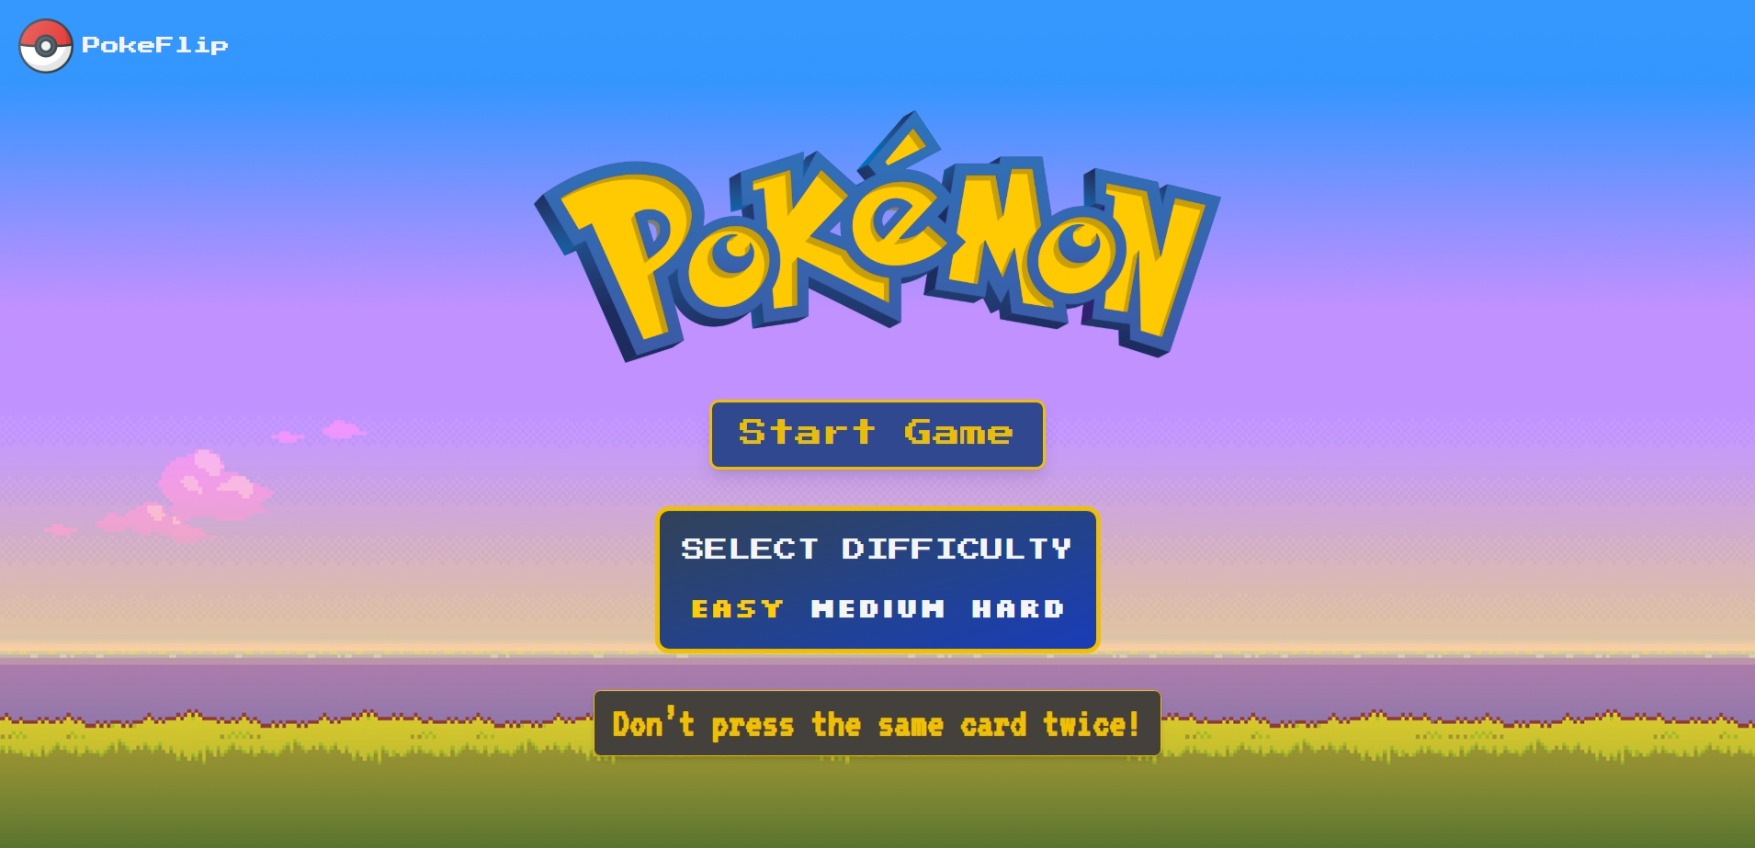 PokeFlip
Pokémon
Start Game
SELECT DIFFICULTY
EASY MEDIUM HARD
Don't press the same card twice!